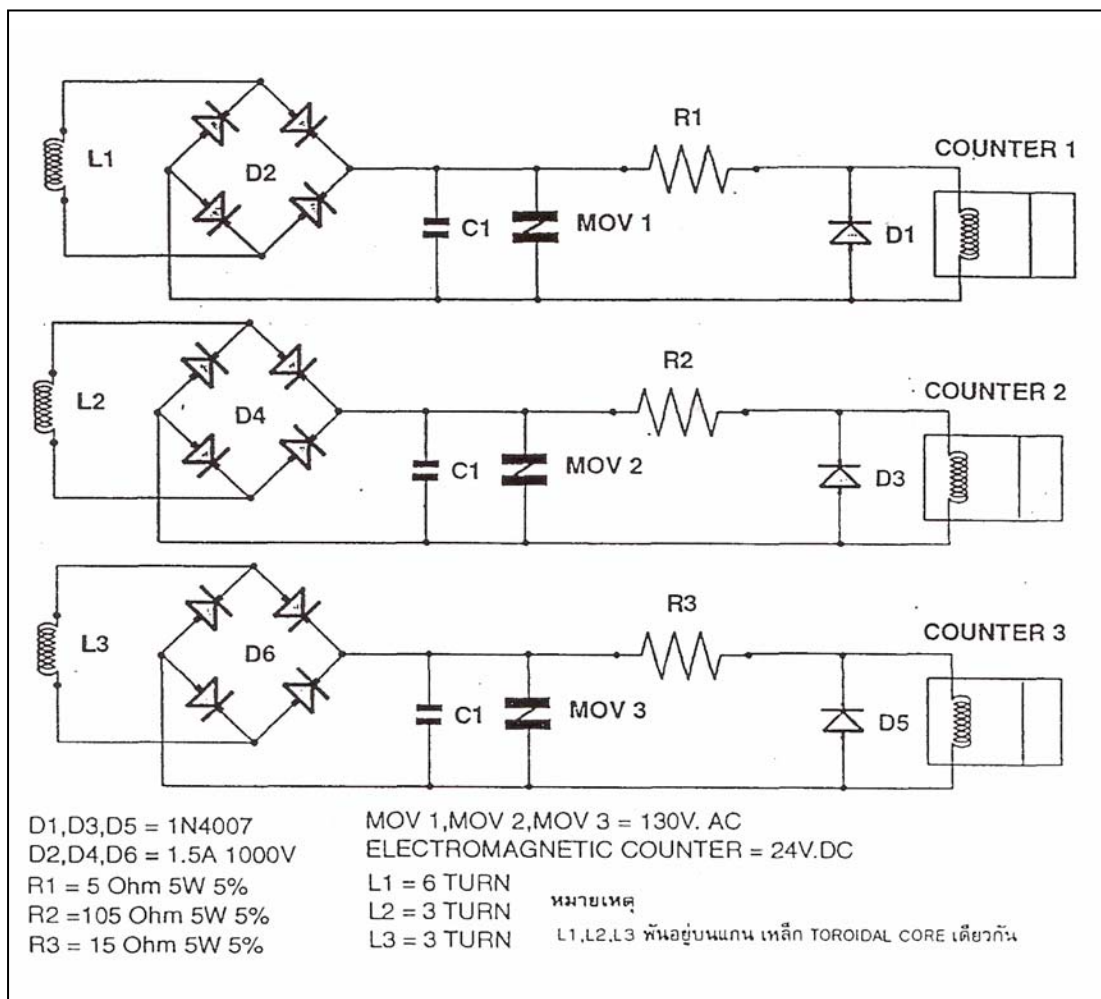 R1
COUNTER 1
L1
D2
C1
MOV 1
D1
R2
COUNTER 2
L2
D4
C1
MOV 2
D3
R3
COUNTER 3
L3
D6
C1
MOV 3
D5
D1,D3,D5 = 1N4007
D2,D4,D6 = 1.5A 1000V
R1 = 5 Ohm 5W 5%
R2 =105 Ohm 5W 5%
R3 = 15 Ohm 5W 5%
MOV 1,MOV 2,MOV 3 = 130V. AC
ELECTROMAGNETIC COUNTER = 24V.DC
L1 = 6 TURN
L2 = 3 TURN
L3 = 3 TURN
หมายเหตุ
L1,L2,L3 พันอยู่บนแกน เหล็ก TOROIDAL CORE เดียวกัน